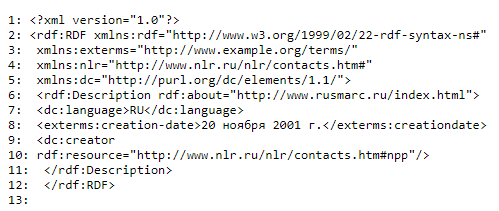 1: <?xml version="1.0"?>
2: <rdf:RDF xmlns:rdf="http://www.w3.org/1999/02/22-rdf-syntax-ns#"
3: xmlns:exterms="http://www.example.org/terms/"
4: xmlns:nlr="http://www.nlr.ru/nlr/contacts.htm#"
5: xmlns:dc="http://purl.org/dc/elements/1.1/">
6: <rdf:Description rdf:about="http://www.rusmarc.ru/index.html">
7: <dc:language>RU</dc:language>
8: <exterms:creation-date>20 ноября 2001 г.</exterms:creationdate>
9: <dc:creator
10: rdf:resource="http://www.nlr.ru/nlr/contacts.htm#npp"/>
11: </rdf:Description>
12: </rdf:RDF>
13: